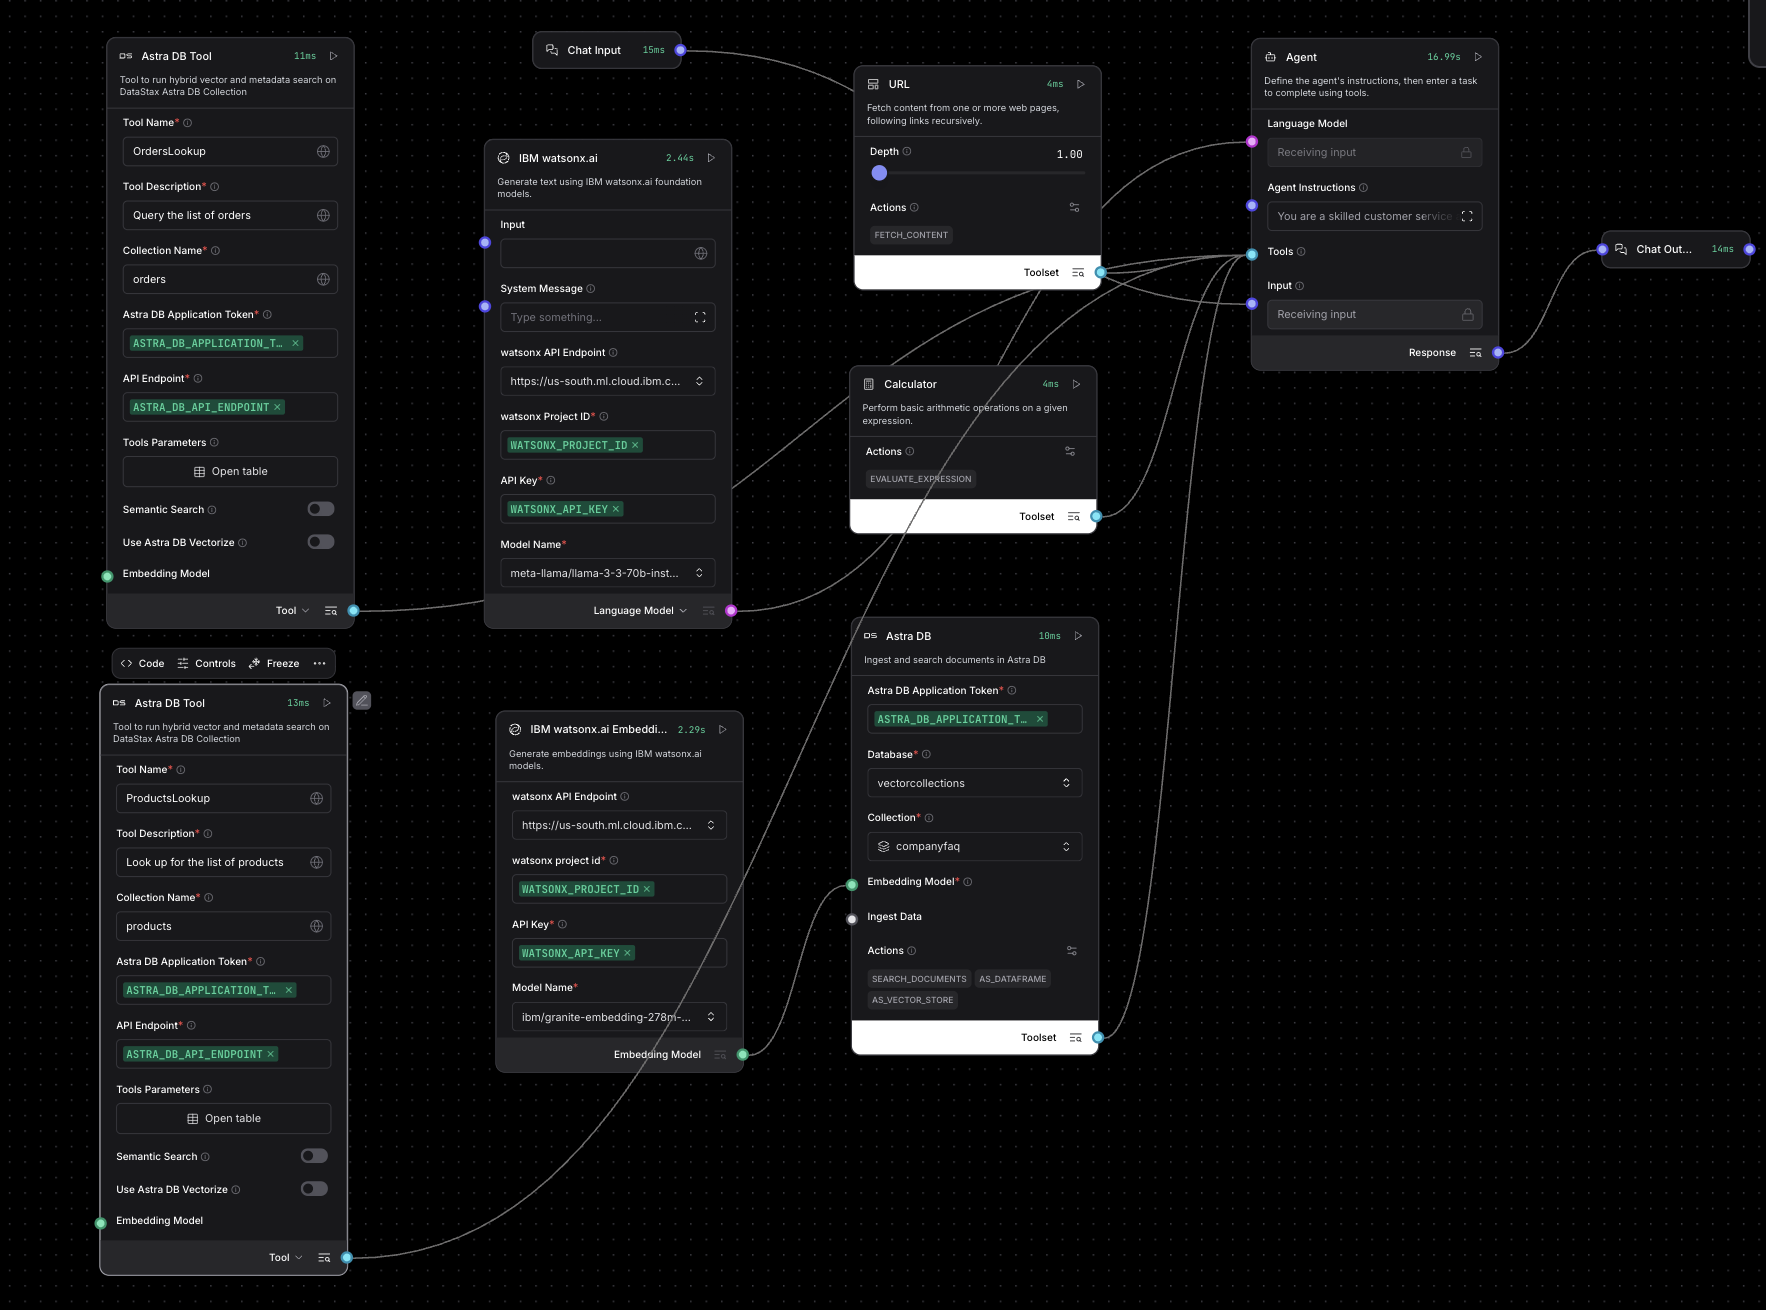 Astra DB Tool
11ms
Tool to run hybrid vector and metadata search on
DataStax Astra DB Collection
Tool Name*
OrdersLookup
Tool Description*
Query the list of orders
Collection Name*
orders
Astra DB Application Token*
ASTRA_DB_APPLICATION_T...
API Endpoint*
ASTRA_DB_API_ENDPOINT
Tools Parameters
Open table
Semantic Search
Use Astra DB Vectorize
Embedding Model
Tool
Code
Controls
Freeze
Astra DB Tool
13ms
Tool to run hybrid vector and metadata search on
DataStax Astra DB Collection
Tool Name*
ProductsLookup
Tool Description*
Look up for the list of products
Collection Name*
products
Astra DB Application Token*
ASTRA_DB_APPLICATION_T...
API Endpoint*
ASTRA_DB_API_ENDPOINT
Tools Parameters
Open table
Semantic Search
Use Astra DB Vectorize
Embedding Model
Tool
Chat Input
15ms
IBM watsonx.ai
2.44s
Generate text using IBM watsonx.ai foundation
models.
Input
System Message
Type something...
watsonx API Endpoint
https://us-south.ml.cloud.ibm.c...
watsonx Project ID*
WATSONX_PROJECT_ID
API Key*
WATSONX_API_KEY
Model Name*
meta-llama/llama-3-3-70b-inst...
Language Model
IBM watsonx.ai Embeddi...
2.29s
Generate embeddings using IBM watsonx.ai
models.
watsonx API Endpoint
https://us-south.ml.cloud.ibm.c...
watsonx project id*
WATSONX_PROJECT_ID
API Key*
WATSONX_API_KEY
Model Name*
ibm/granite-embedding-278m-...
Embedding Model
URL
4ms
Fetch content from one or more web pages,
following links recursively.
Depth
1.00
Actions
FETCH_CONTENT
Toolset
Calculator
4ms
Perform basic arithmetic operations on a given
expression.
Actions
EVALUATE_EXPRESSION
Toolset
Astra DB
10ms
Ingest and search documents in Astra DB
Astra DB Application Token*
ASTRA_DB_APPLICATION_T...
Database*
vectorcollections
Collection*
companyfaq
Embedding Model*
Ingest Data
Actions
SEARCH_DOCUMENTS
AS_DATAFRAME
AS_VECTOR_STORE
Toolset
Agent
16.99s
Define the agent's instructions, then enter a task
to complete using tools.
Language Model
Receiving input
Agent Instructions
You are a skilled customer service
Tools
Input
Receiving input
Response
Chat Out...
14ms